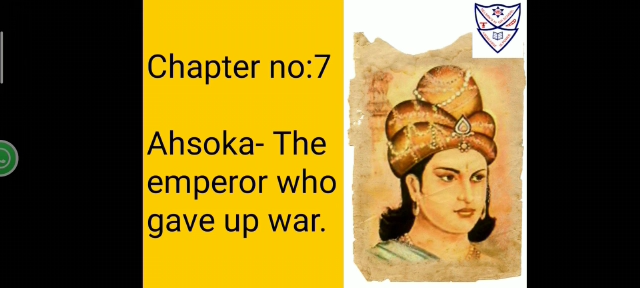 Chapter no:7
Ahsoka- The
emperor who
gave up war.